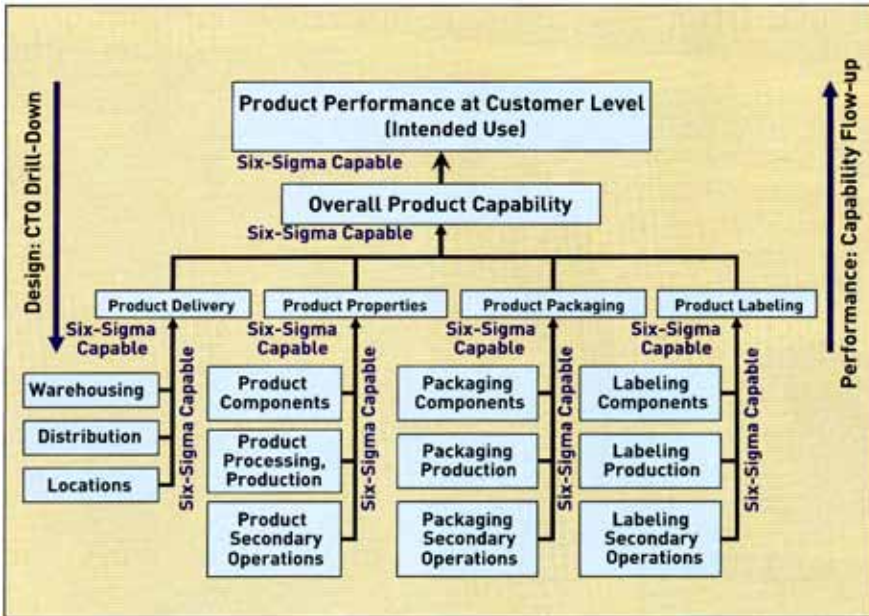 Design: CTQ Drill-Down
Performance: Capability Flow-up
Product Performance at Customer Level
(Intended Use)
Six-Sigma Capable
Overall Product Capability
Six-Sigma Capable
Product Delivery
Product Properties
Product Packaging
Product Labeling
Six-Sigma
Capable
Six-Sigma
Capable
Six-Sigma
Capable
Six-Sigma
Capable
Warehousing
Distribution
Locations
Six-Sigma Capable
Product
Components
Product
Processing,
Production
Product
Secondary
Operations
Six-Sigma Capable
Packaging
Components
Packaging
Production
Packaging
Secondary
Operations
Six-Sigma Capable
Labeling
Components
Labeling
Production
Labeling
Secondary
Operations
Six-Sigma Capable